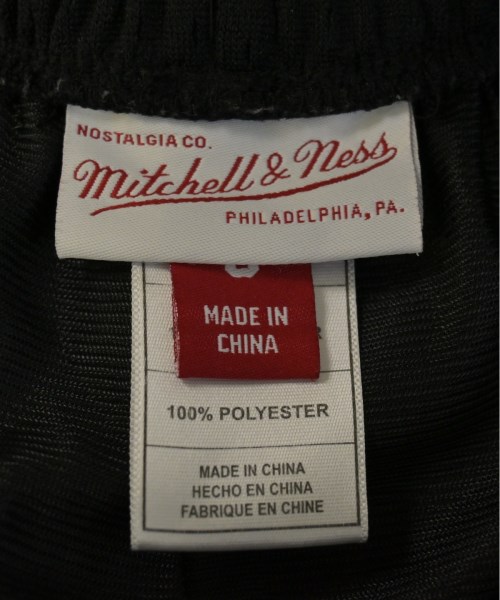 NOSTALGIA CO.
Mitchell & Ness
PHILADELPHIA, PA.
MADE IN
CHINA
100% POLYESTER
MADE IN CHINA
HECHO EN CHINA
FABRIQUE EN CHINE